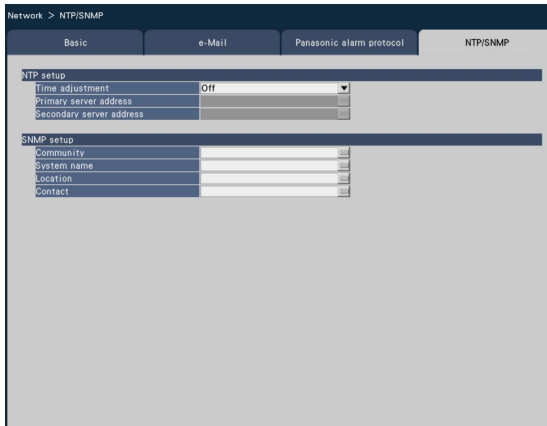 Network > NTP/SNMP
Basic e-Mail Panasonic alarm protocol NTP/SNMP
NTP setup
Time adjustment Off
Primary server address
Secondary server address
SNMP setup
Community
System name
Location
Contact